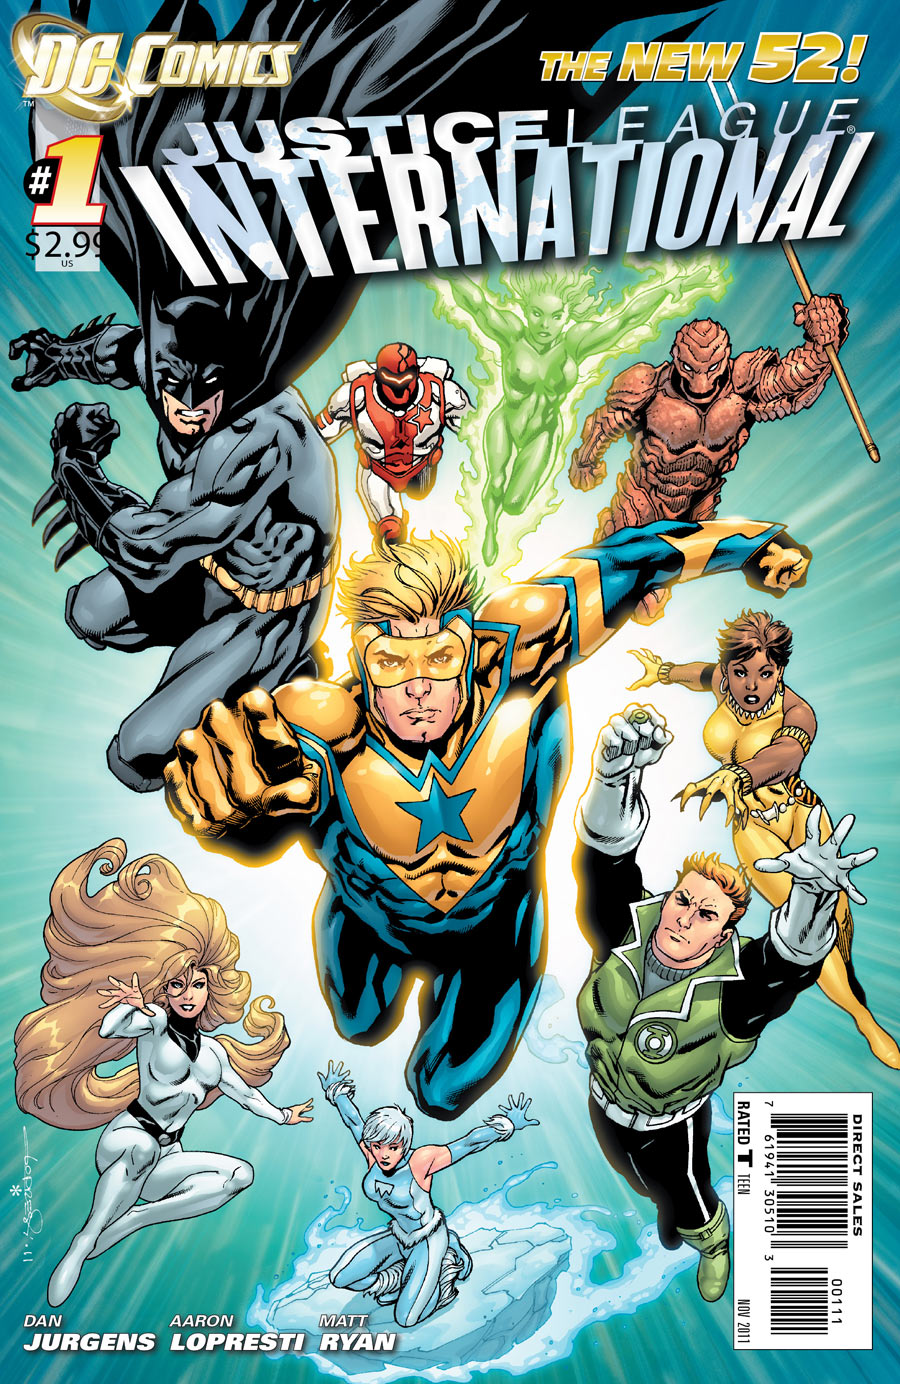 DC COMICS
TM
THE NEW 52!
JUSTICE LEAGUE®
INTERNATIONAL
#1
$2.99
US
DIRECT SALES
RATED T TEEN
7 61941 30510 3
00111
NOV 2011
DAN JURGENS
AARON LOPRESTI
MATT RYAN